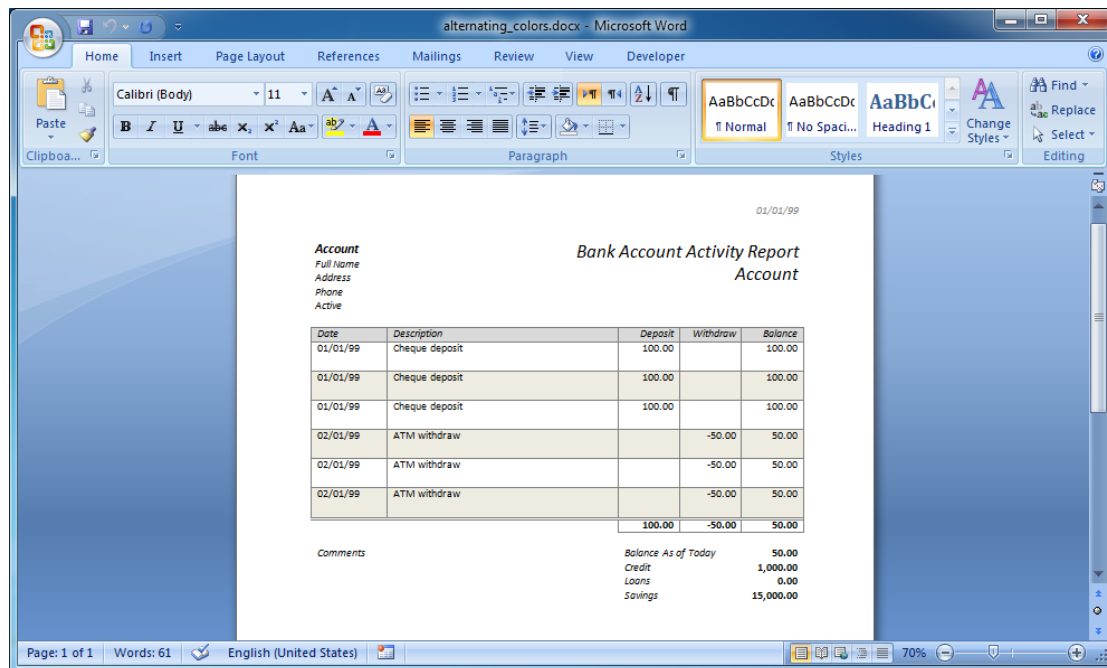 alternating_colors.docx - Microsoft Word
Home Insert Page Layout References Mailings Review View Developer
Calibri (Body) 11
Paste
B I U abc X₂ X² Aa ab A
AaBbCcDc AaBbCcDc AaBbC
¶ Normal ¶ No Spaci... Heading 1
Change Styles
Find
Replace
Select
Clipboa... Font Paragraph Styles Editing
01/01/99
Account Bank Account Activity Report
Full Name Account
Address
Phone
Active
Date Description Deposit Withdraw Balance
01/01/99 Cheque deposit 100.00 100.00
01/01/99 Cheque deposit 100.00 100.00
01/01/99 Cheque deposit 100.00 100.00
02/01/99 ATM withdraw -50.00 50.00
02/01/99 ATM withdraw -50.00 50.00
02/01/99 ATM withdraw -50.00 50.00
100.00 -50.00 50.00
Comments Balance As of Today 50.00
Credit 1,000.00
Loans 0.00
Savings 15,000.00
Page: 1 of 1 Words: 61 English (United States) 70%